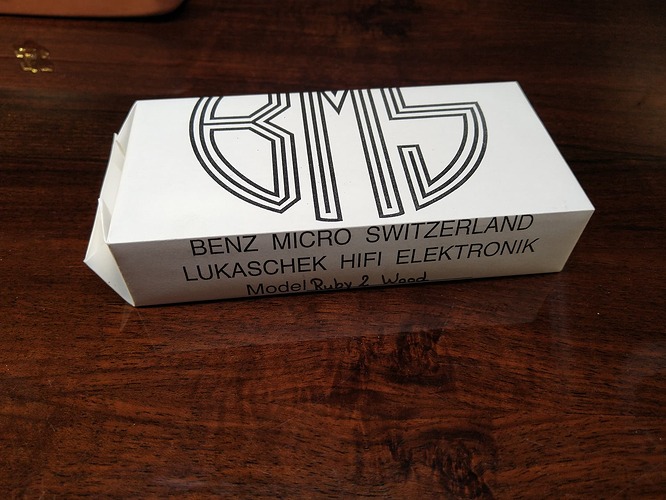 BMS
BENZ MICRO SWITZERLAND
LUKASCHEK HIFI ELEKTRONIK
Model Ruby 2 Wood